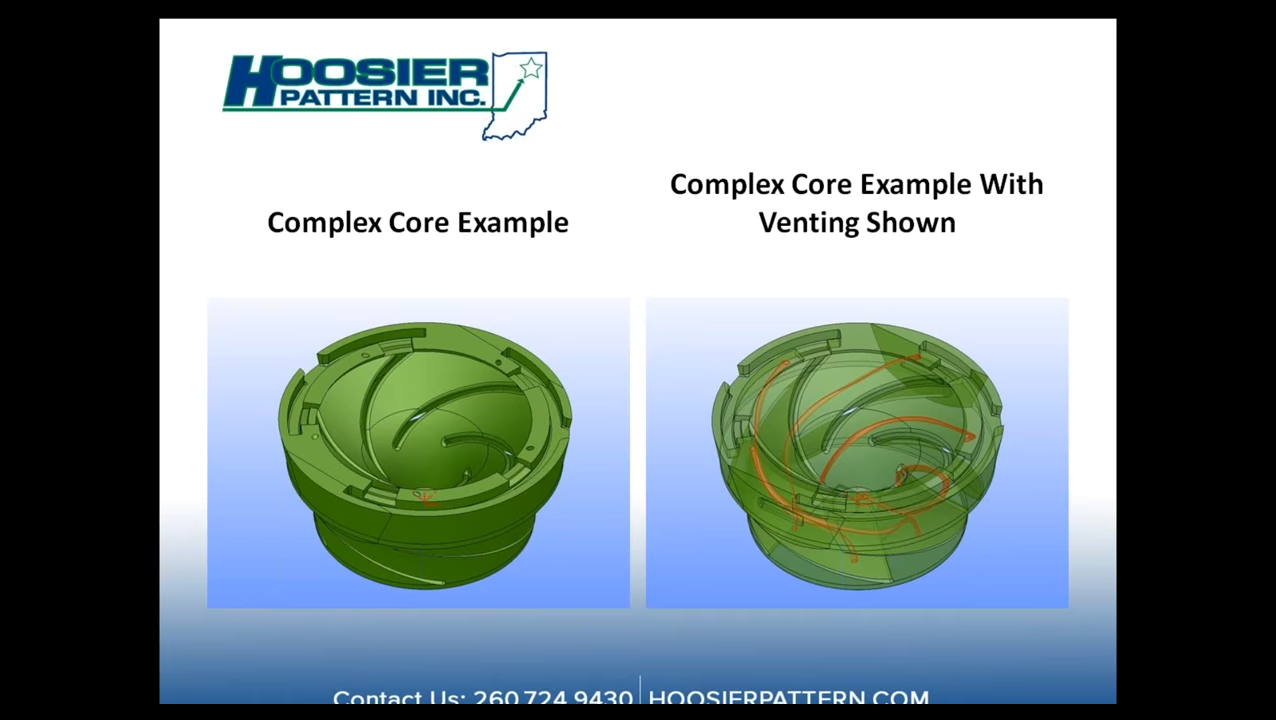 HOOSIER
PATTERN INC.
Complex Core Example
Complex Core Example With
Venting Shown
Contact Us: 260.724.9430 | HOOSIERPATTERN.COM